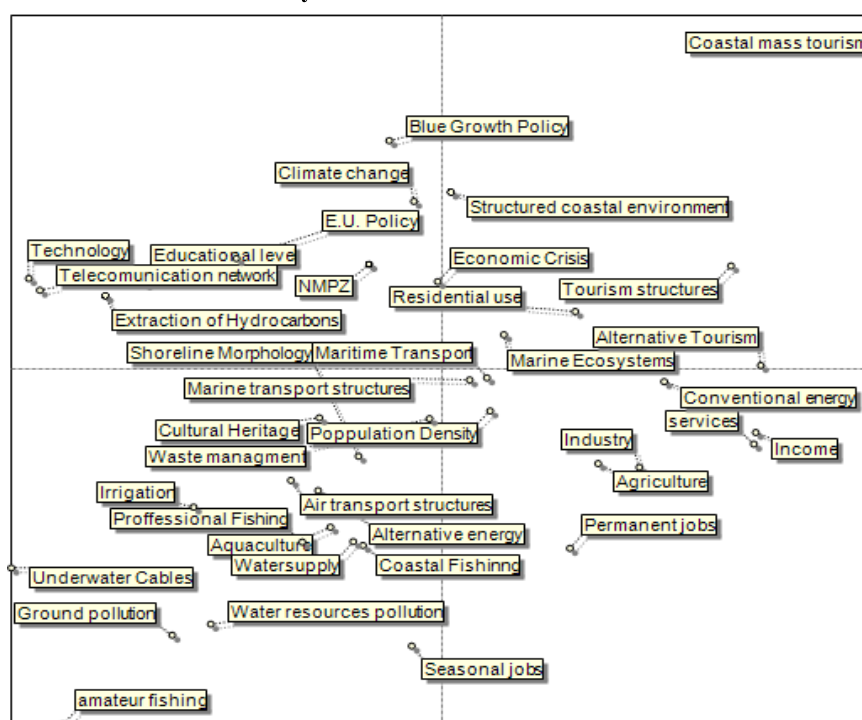 Coastal mass tourism
Blue Growth Policy
Climate change
Structured coastal environment
E.U. Policy
Technology
Educational leve
Economic Crisis
Telecomunication network
NMPZ
Residential use
Tourism structures
Extraction of Hydrocarbons
Alternative Tourism
Shoreline Morphology
Maritime Transport
Marine Ecosystems
Marine transport structures
Conventional energy
services
Cultural Heritage
Poppulation Density
Industry
Income
Waste managment
Agriculture
Irrigation
Air transport structures
Proffessional Fishing
Permanent jobs
Alternative energy
Aquaculture
Watersupply
Coastal Fishinng
Underwater Cables
Ground pollution
Water resources pollution
Seasonal jobs
amateur fishing